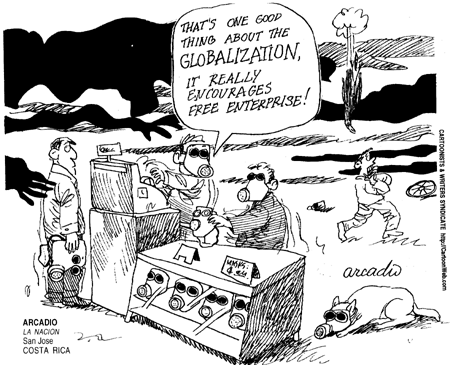 THAT'S ONE GOOD
THING ABOUT THE
GLOBALIZATION,
IT REALLY
ENCOURAGES
FREE ENTERPRISE!
MASKS
arcadio
ARCADIO
LA NACION
San Jose
COSTA RICA
CARTOONISTS & WRITERS SYNDICATE http://CartoonWeb.com